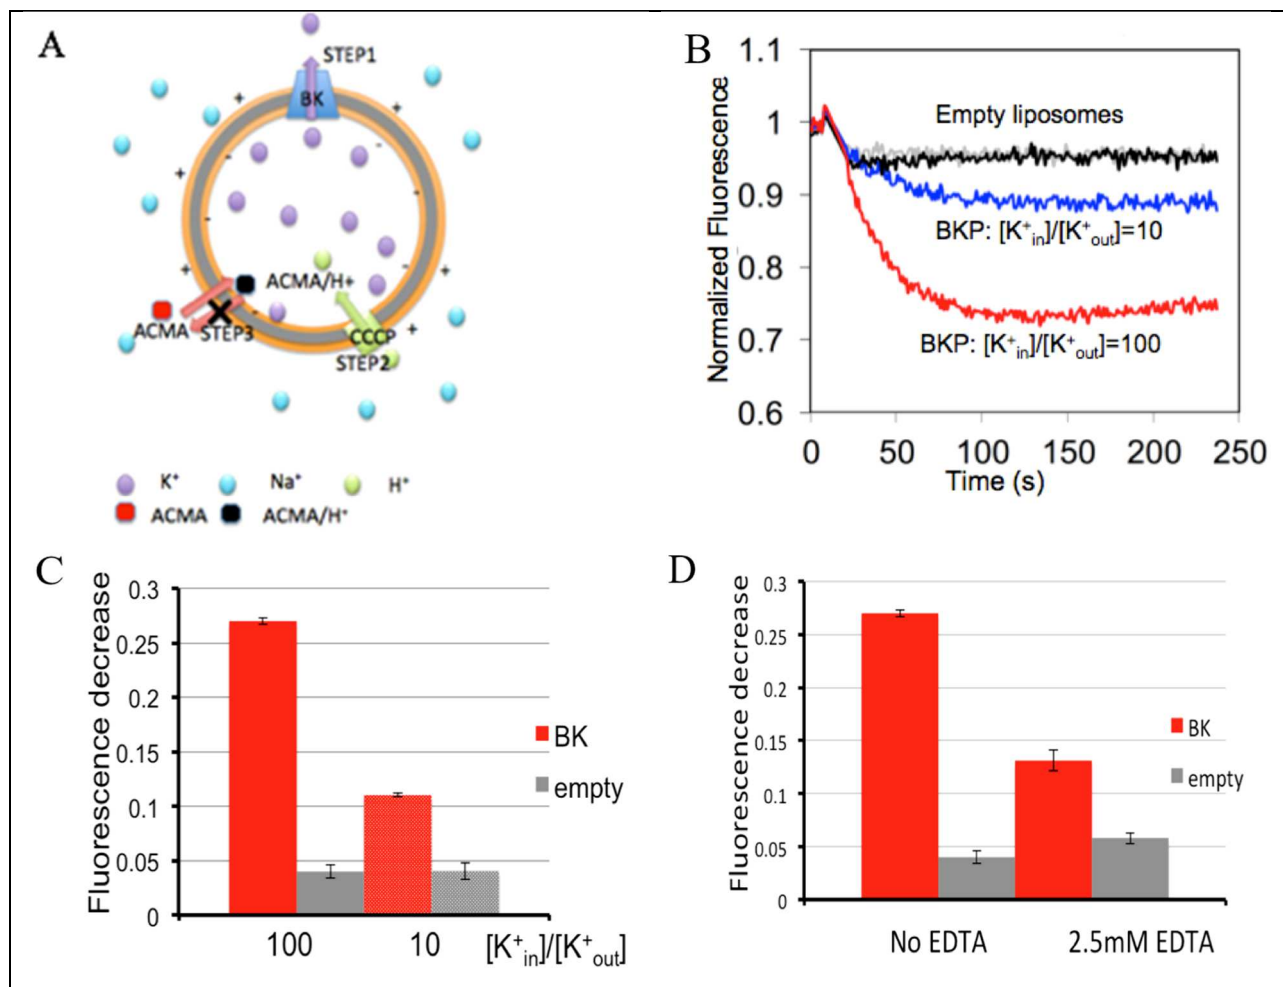 A
STEP1
BK
ACMA/H+
ACMA
STEP3
CCCP
STEP2
K⁺
Na⁺
H⁺
ACMA
ACMA/H⁺
B
Normalized Fluorescence
1.1
1
0.9
0.8
0.7
0.6
Empty liposomes
BKP: [K⁺in]/[K⁺out]=10
BKP: [K⁺in]/[K⁺out]=100
0 50 100 150 200 250
Time (s)
C
Fluorescence decrease
0.3
0.25
0.2
0.15
0.1
0.05
0
BK
empty
100 10 [K⁺in]/[K⁺out]
D
Fluorescence decrease
0.3
0.25
0.2
0.15
0.1
0.05
0
BK
empty
No EDTA 2.5mM EDTA